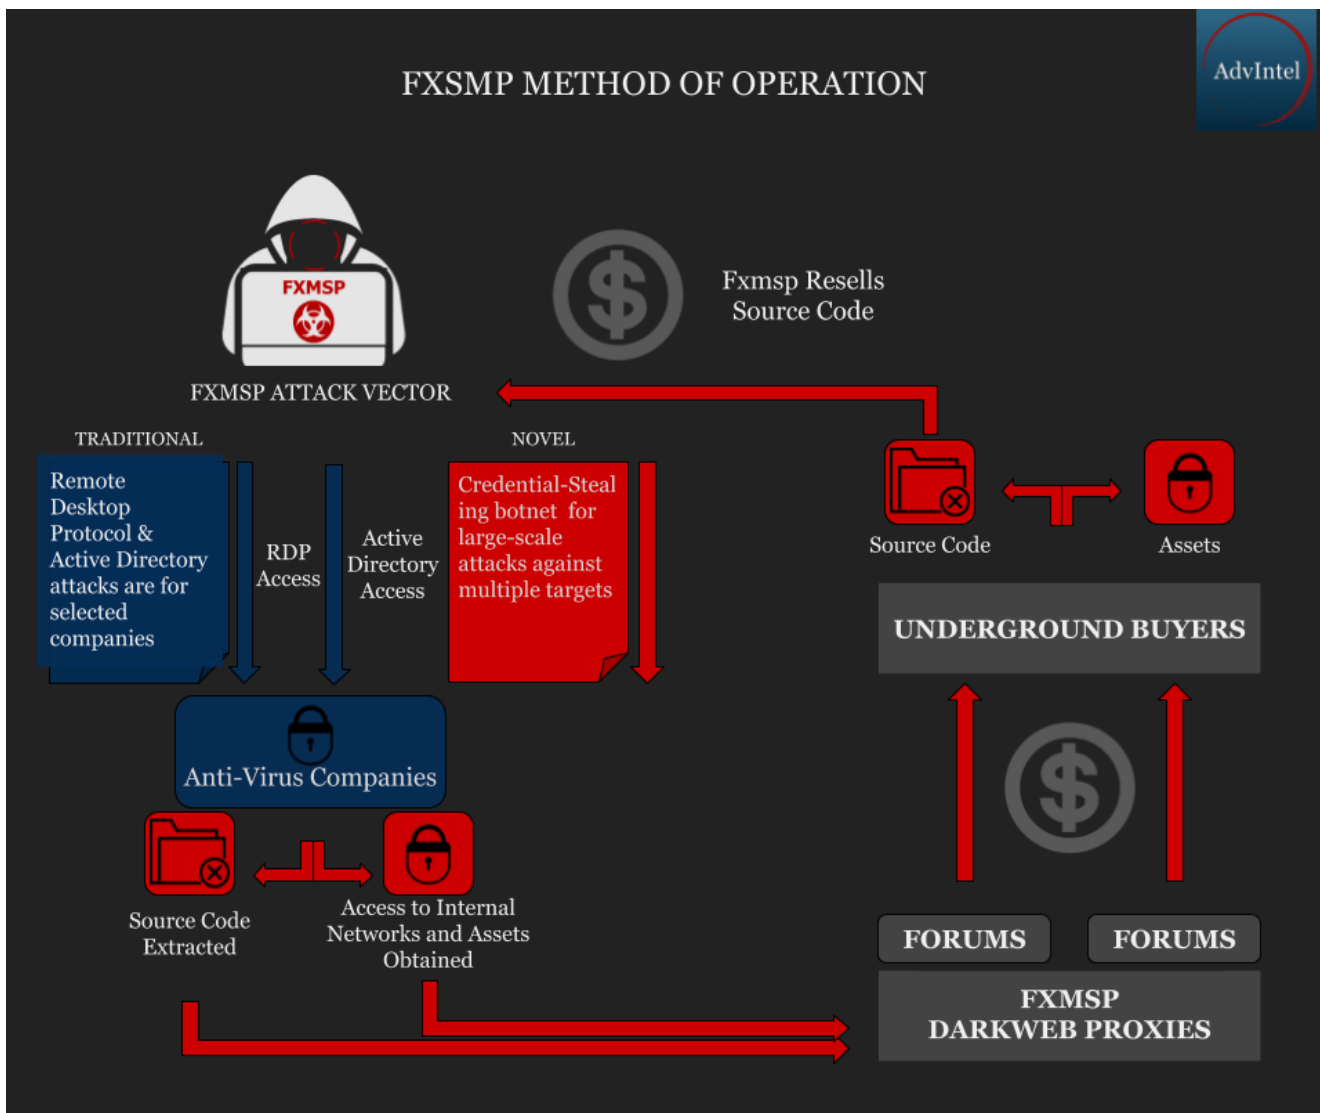 AdvIntel
FXSMP METHOD OF OPERATION
FXMSP
Fxmsp Resells
Source Code
FXMSP ATTACK VECTOR
TRADITIONAL
NOVEL
Remote
Desktop
Protocol &
Active Directory
attacks are for
selected
companies
RDP
Access
Active
Directory
Access
Credential-Steal
ing botnet for
large-scale
attacks against
multiple targets
Source Code
Assets
UNDERGROUND BUYERS
Anti-Virus Companies
Source Code
Extracted
Access to Internal
Networks and Assets
Obtained
FORUMS
FORUMS
FXMSP
DARKWEB PROXIES